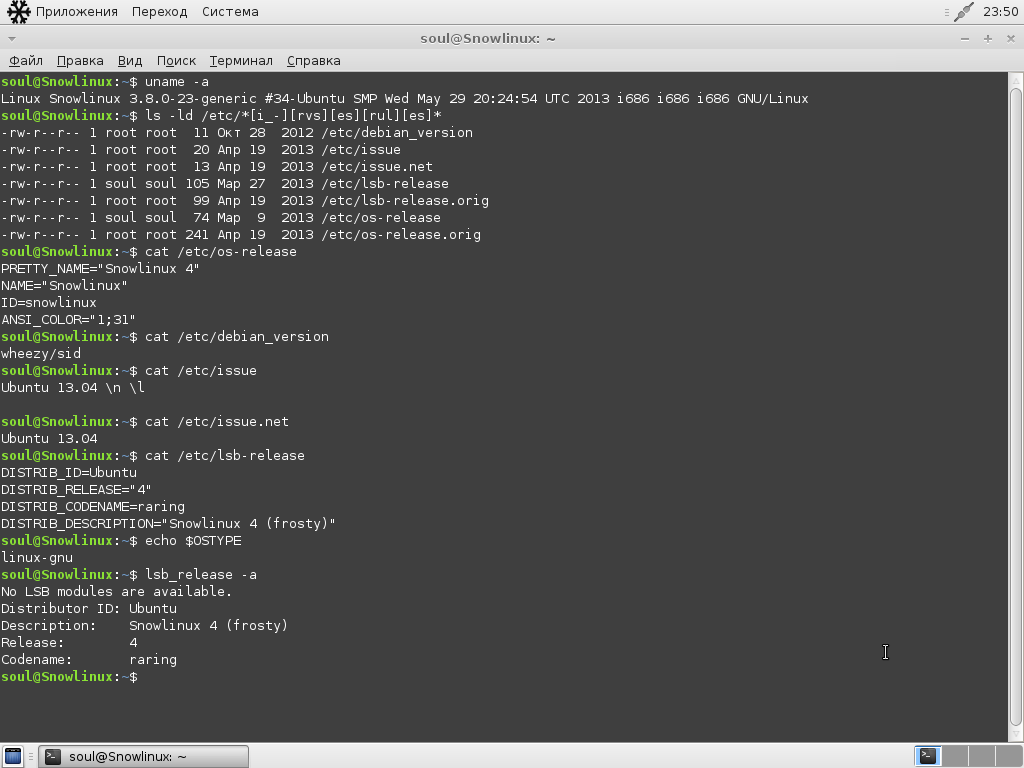 Приложения Переход Система 23:50
soul@Snowlinux: ~
Файл Правка Вид Поиск Терминал Справка
soul@Snowlinux:~$ uname -a
Linux Snowlinux 3.8.0-23-generic #34-Ubuntu SMP Wed May 29 20:24:54 UTC 2013 i686 i686 i686 GNU/Linux
soul@Snowlinux:~$ ls -ld /etc/*[i_-][rvs][es][rul][es]*
-rw-r--r-- 1 root root  11 Окт 28  2012 /etc/debian_version
-rw-r--r-- 1 root root  20 Апр 19  2013 /etc/issue
-rw-r--r-- 1 root root  13 Апр 19  2013 /etc/issue.net
-rw-r--r-- 1 soul soul 105 Мар 27  2013 /etc/lsb-release
-rw-r--r-- 1 root root  99 Апр 19  2013 /etc/lsb-release.orig
-rw-r--r-- 1 soul soul  74 Мар  9  2013 /etc/os-release
-rw-r--r-- 1 root root 241 Апр 19  2013 /etc/os-release.orig
soul@Snowlinux:~$ cat /etc/os-release
PRETTY_NAME="Snowlinux 4"
NAME="Snowlinux"
ID=snowlinux
ANSI_COLOR="1;31"
soul@Snowlinux:~$ cat /etc/debian_version
wheezy/sid
soul@Snowlinux:~$ cat /etc/issue
Ubuntu 13.04 \n \l
soul@Snowlinux:~$ cat /etc/issue.net
Ubuntu 13.04
soul@Snowlinux:~$ cat /etc/lsb-release
DISTRIB_ID=Ubuntu
DISTRIB_RELEASE="4"
DISTRIB_CODENAME=raring
DISTRIB_DESCRIPTION="Snowlinux 4 (frosty)"
soul@Snowlinux:~$ echo $OSTYPE
linux-gnu
soul@Snowlinux:~$ lsb_release -a
No LSB modules are available.
Distributor ID: Ubuntu
Description:    Snowlinux 4 (frosty)
Release:        4
Codename:       raring
soul@Snowlinux:~$
soul@Snowlinux: ~